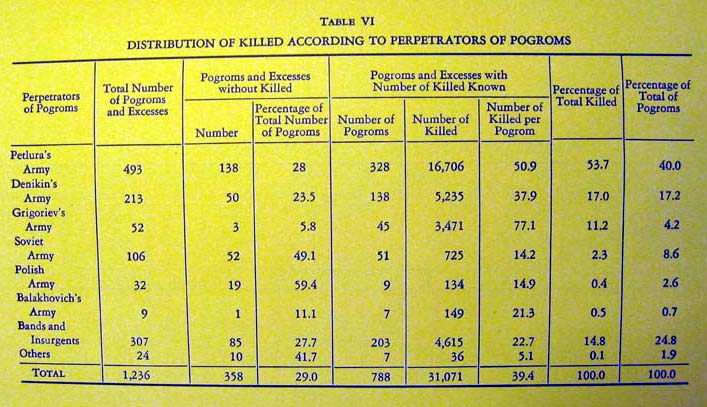 TABLE VI
DISTRIBUTION OF KILLED ACCORDING TO PERPETRATORS OF POGROMS
Perpetrators of Pogroms | Total Number of Pogroms and Excesses | Pogroms and Excesses without Killed | Pogroms and Excesses with Number of Killed Known | Percentage of Total Killed | Percentage of Total of Pogroms
Number | Percentage of Total Number of Pogroms | Number of Pogroms | Number of Killed | Number of Killed per Pogrom
Petlura's
Army 493 138 28 328 16,706 50.9 53.7 40.0
Denikin's
Army 213 50 23.5 138 5,235 37.9 17.0 17.2
Grigoriev's
Army 52 3 5.8 45 3,471 77.1 11.2 4.2
Soviet
Army 106 52 49.1 51 725 14.2 2.3 8.6
Polish
Army 32 19 59.4 9 134 14.9 0.4 2.6
Balakhovich's
Army 9 1 11.1 7 149 21.3 0.5 0.7
Bands and
Insurgents 307 85 27.7 203 4,615 22.7 14.8 24.8
Others 24 10 41.7 7 36 5.1 0.1 1.9
TOTAL 1,236 358 29.0 788 31,071 39.4 100.0 100.0